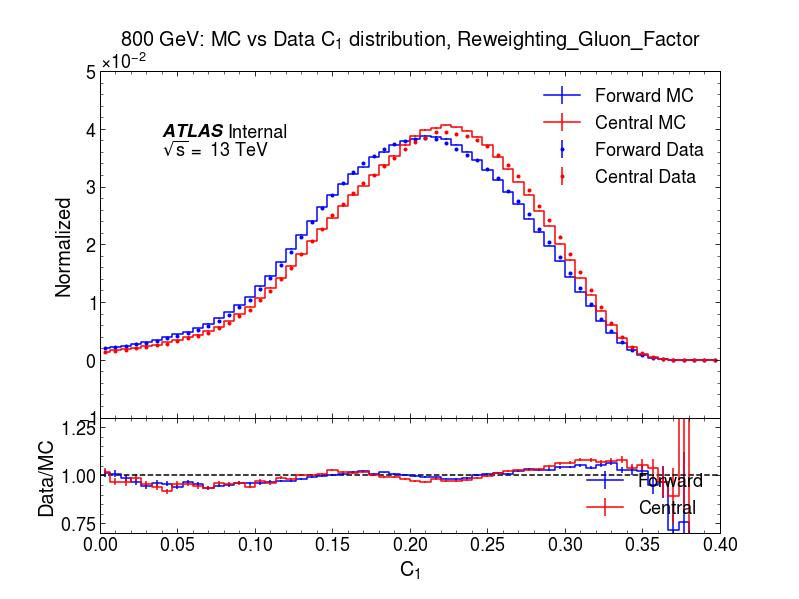 800 GeV: MC vs Data C₁ distribution, Reweighting_Gluon_Factor
×10⁻²
5
4
3
2
1
0
−1
Normalized
ATLAS Internal
√s = 13 TeV
Forward MC
Central MC
Forward Data
Central Data
1.25
1.00
0.75
Data/MC
Forward
Central
0.00 0.05 0.10 0.15 0.20 0.25 0.30 0.35 0.40
C₁